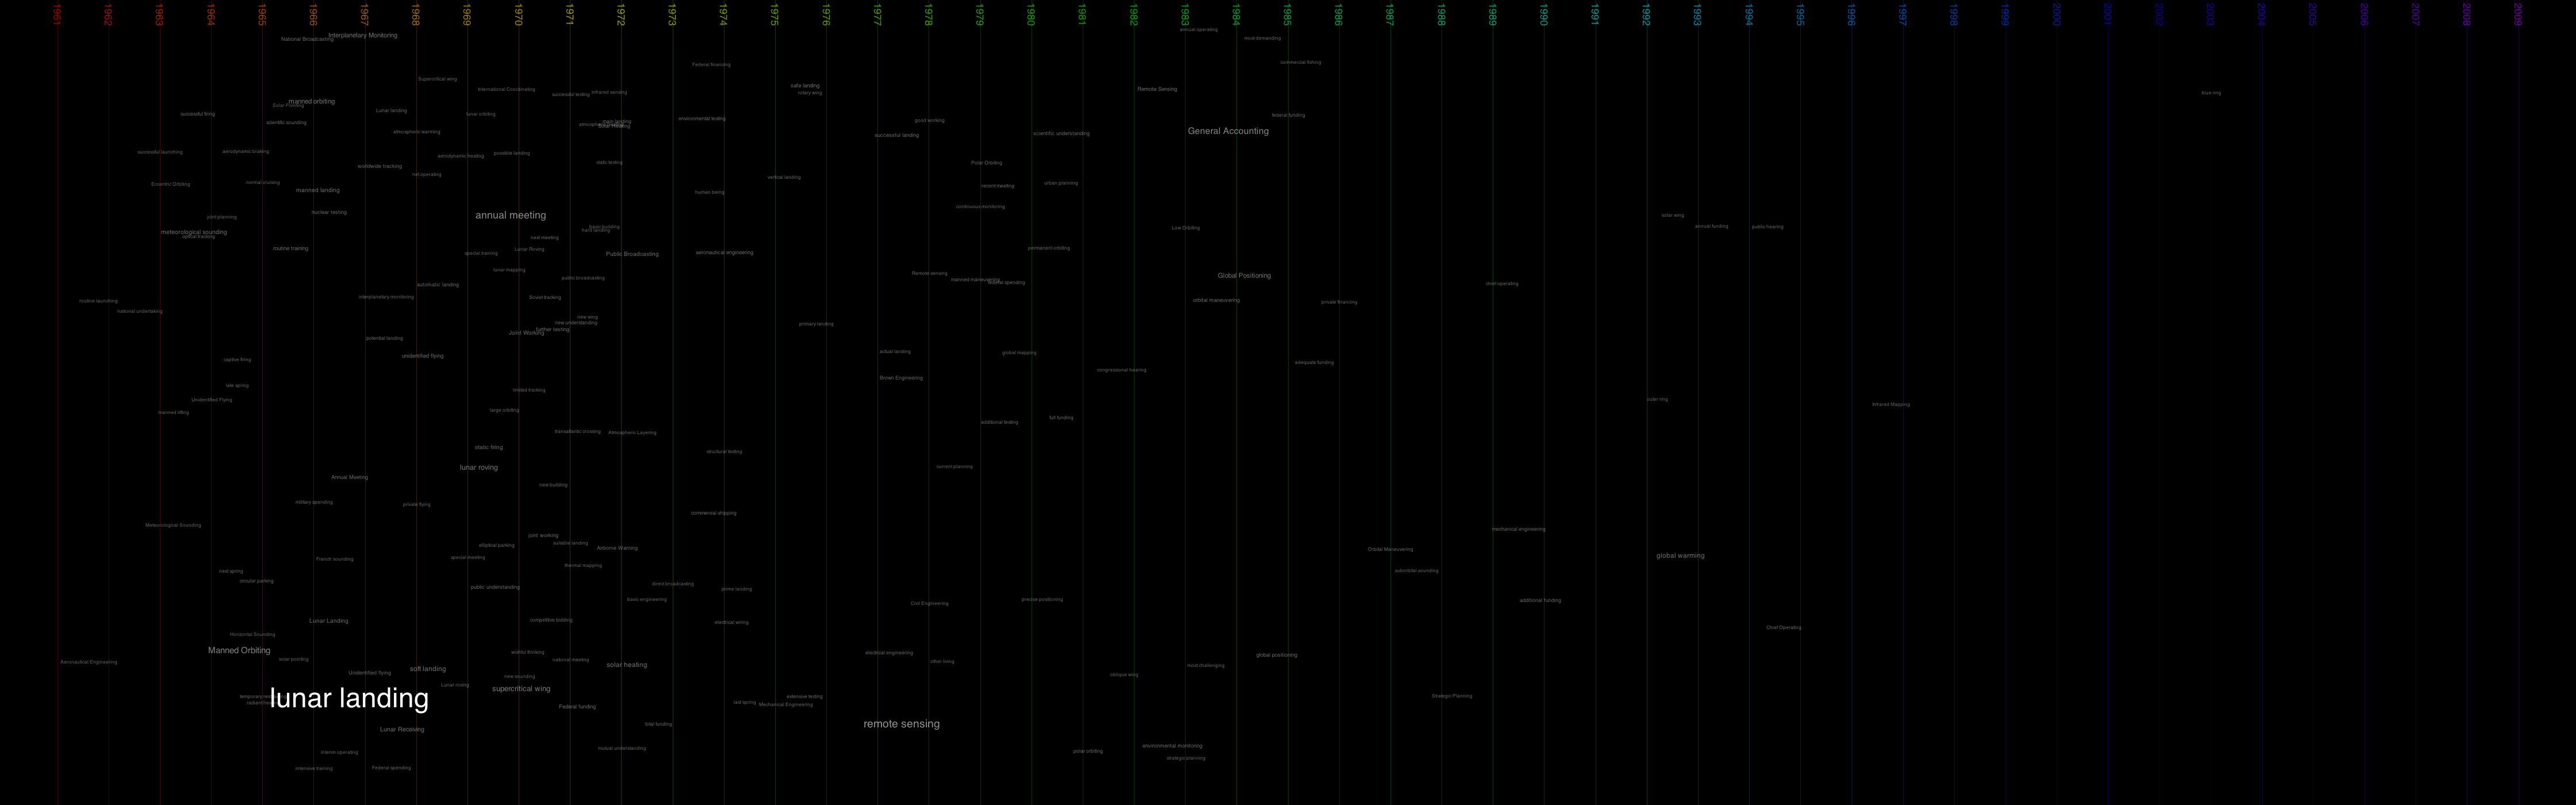 1961 1962 1963 1964 1965 1966 1967 1968 1969 1970 1971 1972 1973 1974 1975 1976 1977 1978 1979 1980 1981 1982 1983 1984 1985 1986 1987 1988 1989 1990 1991 1992 1993 1994 1995 1996 1997 1998 1999 2000 2001 2002 2003 2004 2005 2006 2007 2008 2009
annual operating
Interplanetary Monitoring
National Broadcasting
most demanding
commercial fishing
Federal financing
Supercritical wing
safe landing
International Coordinating
Remote Sensing
infrared sensing
rotary wing
blue ring
successful testing
manned orbiting
Solar Pointing
Lunar landing
successful firing
lunar orbiting
federal funding
environmental testing
good working
main landing
scientific sounding
Solar Heating
General Accounting
atmospheric warming
scientific understanding
successful landing
successful launching
aerodynamic braking
possible landing
aerodynamic heating
static testing
Polar Orbiting
worldwide tracking
net operating
vertical landing
normal cruising
urban planning
Eccentric Orbiting
recent meeting
manned landing
human being
continuous monitoring
nuclear testing
annual meeting
solar wing
joint planning
annual funding
public hearing
basic building
Low Orbiting
hard landing
meteorological sounding
optical tracking
next meeting
routine training
Lunar Roving
permanent orbiting
aeronautical engineering
special training
Public Broadcasting
lunar mapping
Remote sensing
Global Positioning
public broadcasting
manned maneuvering
federal spending
chief operating
automatic landing
interplanetary monitoring
Soviet tracking
routine launching
orbital maneuvering
private financing
national undertaking
new wing
new understanding
primary landing
further testing
Joint Working
potential landing
actual landing
global mapping
unidentified flying
captive firing
adequate funding
congressional hearing
Brown Engineering
late spring
limited tracking
Unidentified Flying
outer ring
Infrared Mapping
large orbiting
manned lifting
full funding
additional testing
transatlantic crossing
Atmospheric Layering
static firing
structural testing
lunar roving
current planning
Annual Meeting
new building
military spending
private flying
commercial shipping
Meteorological Sounding
mechanical engineering
joint working
suitable landing
elliptical parking
Airborne Warning
Orbital Maneuvering
global warming
special meeting
French sounding
thermal mapping
next spring
suborbital sounding
circular parking
direct broadcasting
public understanding
prime landing
basic engineering
precise positioning
additional funding
Civil Engineering
competitive bidding
Lunar Landing
electrical wiring
Chief Operating
Horizontal Sounding
Manned Orbiting
wishful thinking
electrical engineering
global positioning
solar pointing
national meeting
Aeronautical Engineering
other living
solar heating
most challenging
soft landing
Unidentified flying
oblique wing
new sounding
Lunar roving
supercritical wing
lunar landing
extensive testing
Strategic Planning
last spring
Mechanical Engineering
Federal funding
remote sensing
total funding
Lunar Receiving
environmental monitoring
mutual understanding
polar orbiting
interim operating
strategic planning
intensive training
Federal spending